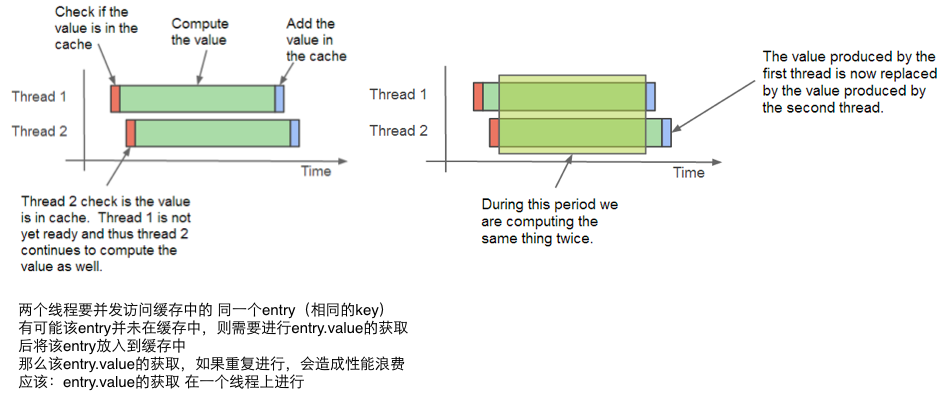 Check if the
value is in the
cache
Compute
the value
Add the
value in
the cache
Thread 1
Thread 2
Time
Thread 2 check is the value
is in cache. Thread 1 is not
yet ready and thus thread 2
continues to compute the
value as well.
Thread 1
Thread 2
Time
The value produced by the
first thread is now replaced
by the value produced by
the second thread.
During this period we
are computing the
same thing twice.
两个线程要并发访问缓存中的 同一个entry（相同的key）
有可能该entry并未在缓存中，则需要进行entry.value的获取
后将该entry放入到缓存中
那么该entry.value的获取，如果重复进行，会造成性能浪费
应该：entry.value的获取 在一个线程上进行